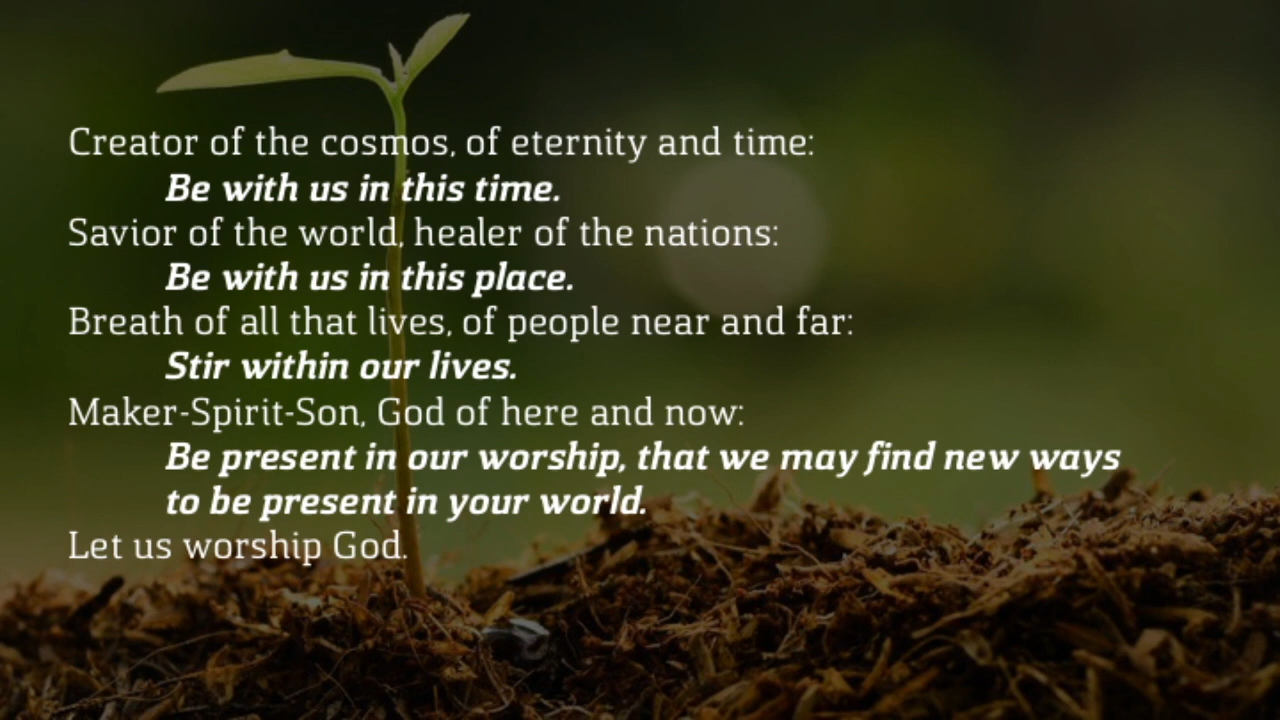 Creator of the cosmos, of eternity and time:
Be with us in this time.
Savior of the world, healer of the nations:
Be with us in this place.
Breath of all that lives, of people near and far:
Stir within our lives.
Maker-Spirit-Son, God of here and now:
Be present in our worship, that we may find new ways
to be present in your world.
Let us worship God.